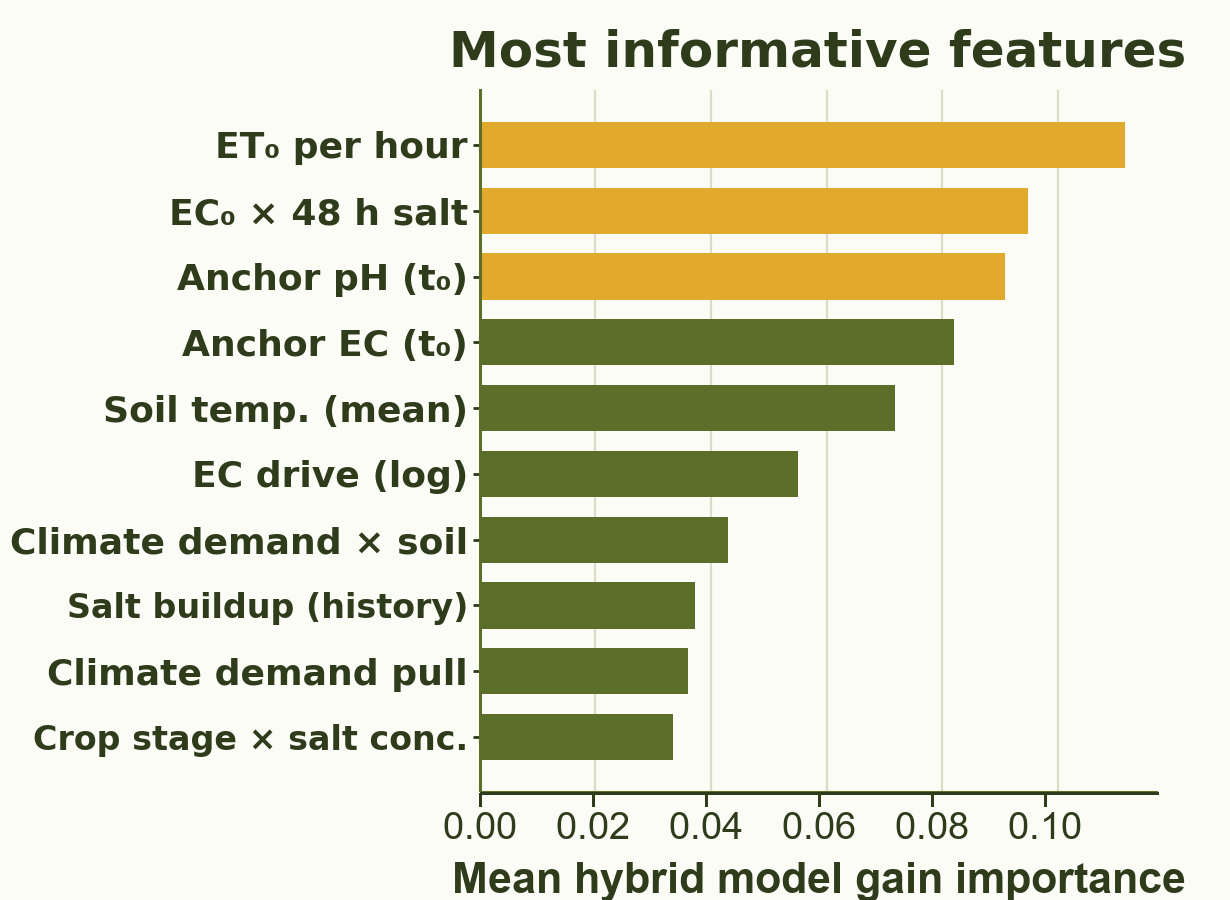 Most informative features
ET₀ per hour
EC₀ × 48 h salt
Anchor pH (t₀)
Anchor EC (t₀)
Soil temp. (mean)
EC drive (log)
Climate demand × soil
Salt buildup (history)
Climate demand pull
Crop stage × salt conc.
0.00 0.02 0.04 0.06 0.08 0.10
Mean hybrid model gain importance